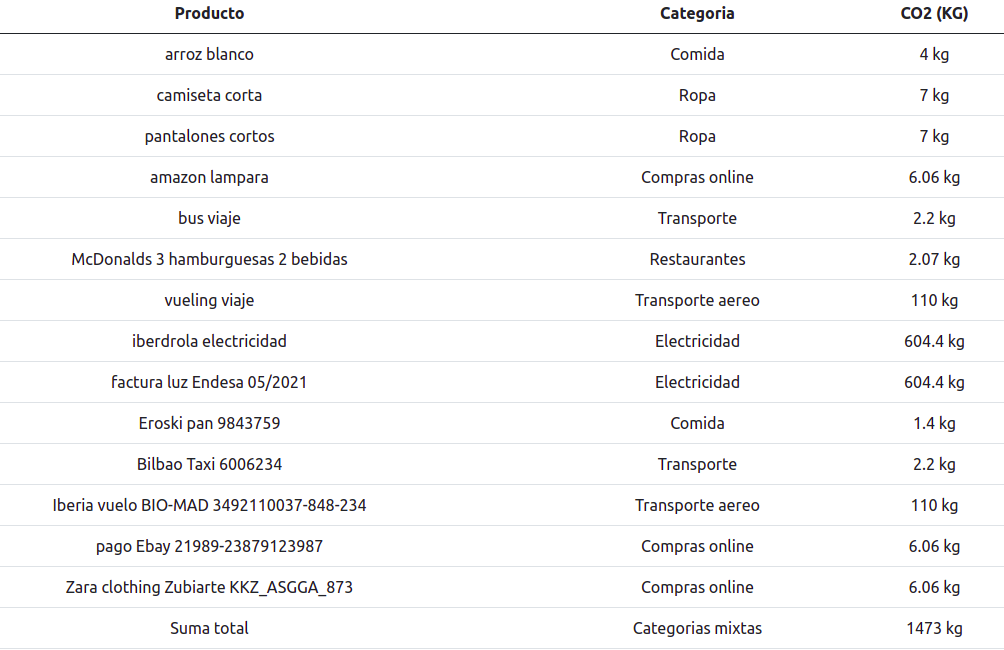 Producto Categoria CO2 (KG)
arroz blanco Comida 4 kg
camiseta corta Ropa 7 kg
pantalones cortos Ropa 7 kg
amazon lampara Compras online 6.06 kg
bus viaje Transporte 2.2 kg
McDonalds 3 hamburguesas 2 bebidas Restaurantes 2.07 kg
vueling viaje Transporte aereo 110 kg
iberdrola electricidad Electricidad 604.4 kg
factura luz Endesa 05/2021 Electricidad 604.4 kg
Eroski pan 9843759 Comida 1.4 kg
Bilbao Taxi 6006234 Transporte 2.2 kg
Iberia vuelo BIO-MAD 3492110037-848-234 Transporte aereo 110 kg
pago Ebay 21989-23879123987 Compras online 6.06 kg
Zara clothing Zubiarte KKZ_ASGGA_873 Compras online 6.06 kg
Suma total Categorias mixtas 1473 kg